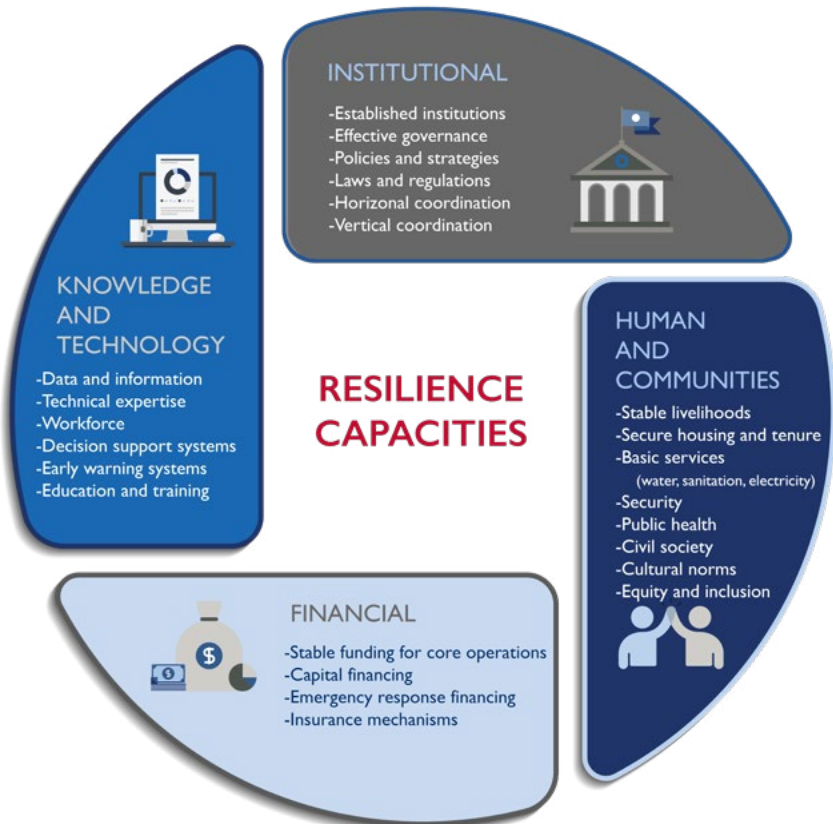 INSTITUTIONAL
-Established institutions
-Effective governance
-Policies and strategies
-Laws and regulations
-Horizonal coordination
-Vertical coordination
KNOWLEDGE
AND
TECHNOLOGY
-Data and information
-Technical expertise
-Workforce
-Decision support systems
-Early warning systems
-Education and training
RESILIENCE
CAPACITIES
HUMAN
AND
COMMUNITIES
-Stable livelihoods
-Secure housing and tenure
-Basic services
(water, sanitation, electricity)
-Security
-Public health
-Civil society
-Cultural norms
-Equity and inclusion
FINANCIAL
-Stable funding for core operations
-Capital financing
-Emergency response financing
-Insurance mechanisms
$
$